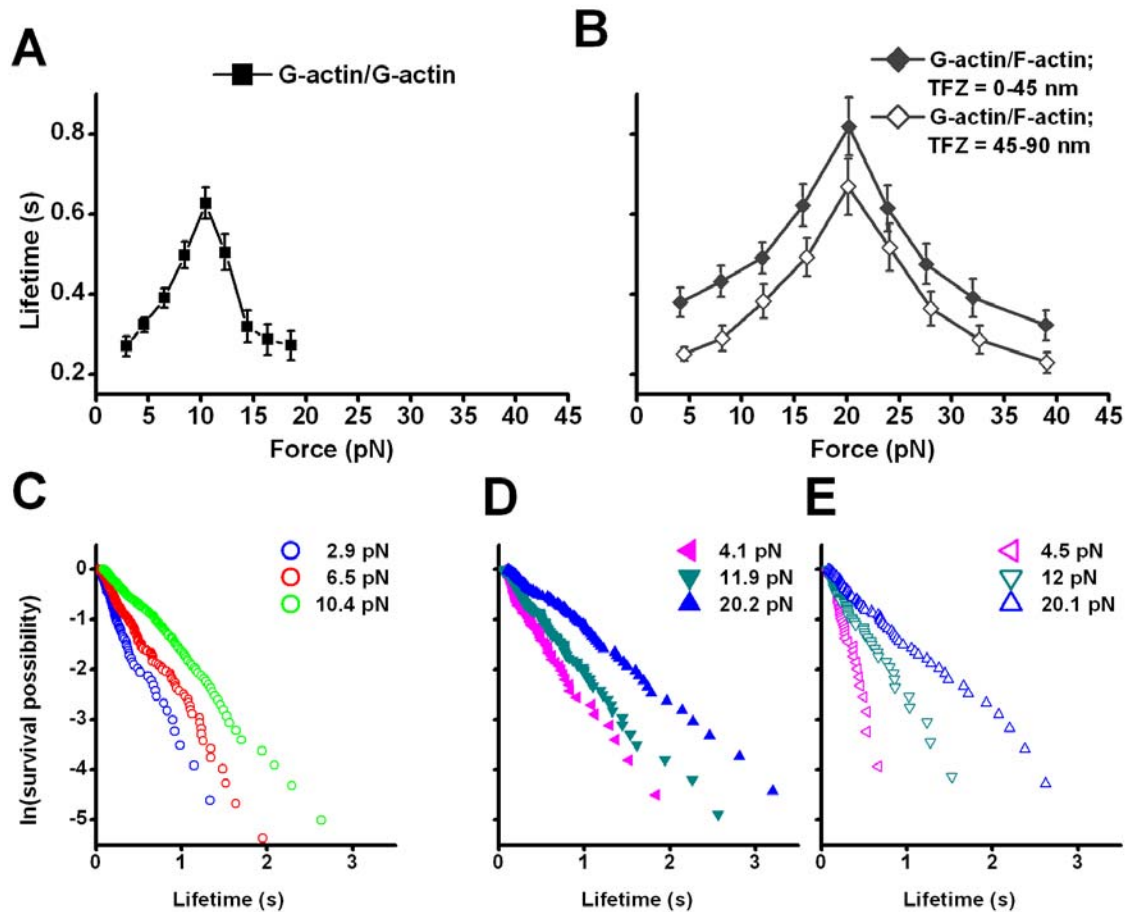 A
B
G-actin/G-actin
G-actin/F-actin;
TFZ = 0-45 nm
G-actin/F-actin;
TFZ = 45-90 nm
Lifetime (s)
0.8
0.6
0.4
0.2
0 5 10 15 20 25 30 35 40 45
Force (pN)
0 5 10 15 20 25 30 35 40 45
Force (pN)
C
D
E
2.9 pN
6.5 pN
10.4 pN
4.1 pN
11.9 pN
20.2 pN
4.5 pN
12 pN
20.1 pN
ln(survival possibility)
0
-1
-2
-3
-4
-5
0 1 2 3
Lifetime (s)
0 1 2 3
Lifetime (s)
0 1 2 3
Lifetime (s)